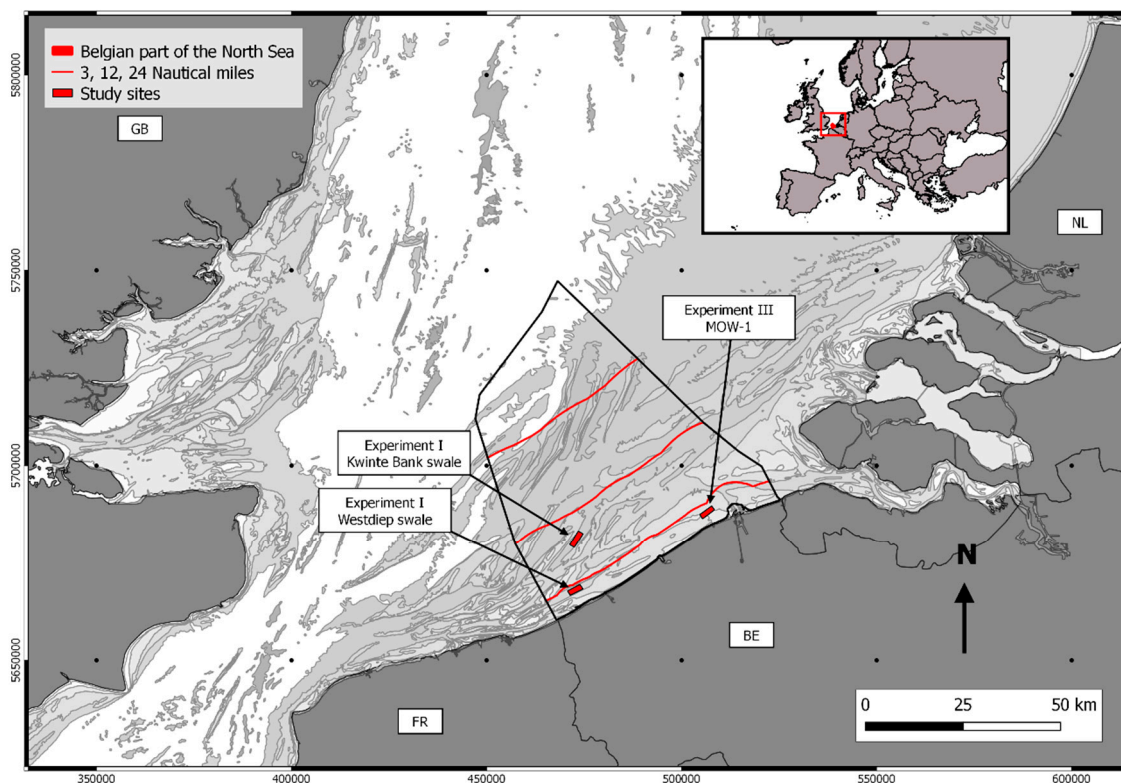 Belgian part of the North Sea
3, 12, 24 Nautical miles
Study sites
GB
NL
Experiment III
MOW-1
Experiment I
Kwinte Bank swale
Experiment I
Westdiep swale
N
BE
FR
0 25 50 km
5800000
5750000
5700000
5650000
350000 400000 450000 500000 550000 600000